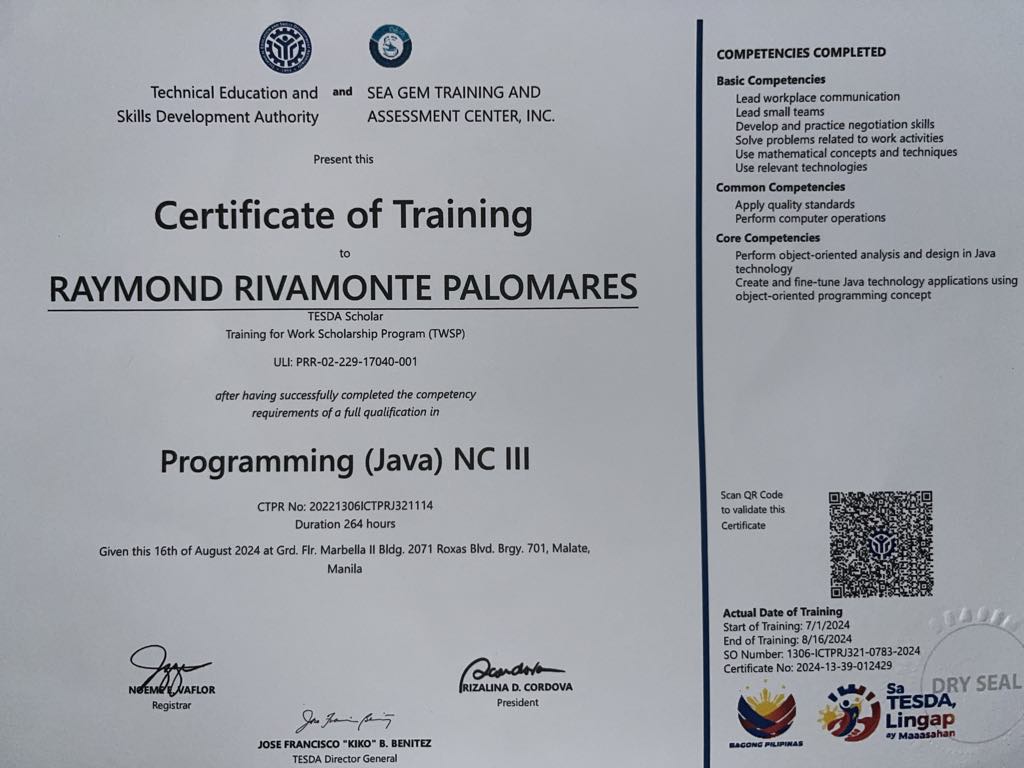 Technical Education and
Skills Development Authority
and
SEA GEM TRAINING AND
ASSESSMENT CENTER, INC.
Present this
Certificate of Training
to
RAYMOND RIVAMONTE PALOMARES
TESDA Scholar
Training for Work Scholarship Program (TWSP)
ULI: PRR-02-229-17040-001
after having successfully completed the competency
requirements of a full qualification in
Programming (Java) NC III
CTPR No: 20221306ICTPRJ321114
Duration 264 hours
Given this 16th of August 2024 at Grd. Flr. Marbella II Bldg. 2071 Roxas Blvd. Brgy. 701, Malate,
Manila
NOEME E. VAFLOR
Registrar
RIZALINA D. CORDOVA
President
JOSE FRANCISCO "KIKO" B. BENITEZ
TESDA Director General
COMPETENCIES COMPLETED
Basic Competencies
Lead workplace communication
Lead small teams
Develop and practice negotiation skills
Solve problems related to work activities
Use mathematical concepts and techniques
Use relevant technologies
Common Competencies
Apply quality standards
Perform computer operations
Core Competencies
Perform object-oriented analysis and design in Java
technology
Create and fine-tune Java technology applications using
object-oriented programming concept
Scan QR Code
to validate this
Certificate
Actual Date of Training
Start of Training: 7/1/2024
End of Training: 8/16/2024
SO Number: 1306-ICTPRJ321-0783-2024
Certificate No: 2024-13-39-012429
BAGONG PILIPINAS
Sa
TESDA,
Lingap
ay Maaasahan
DRY SEAL